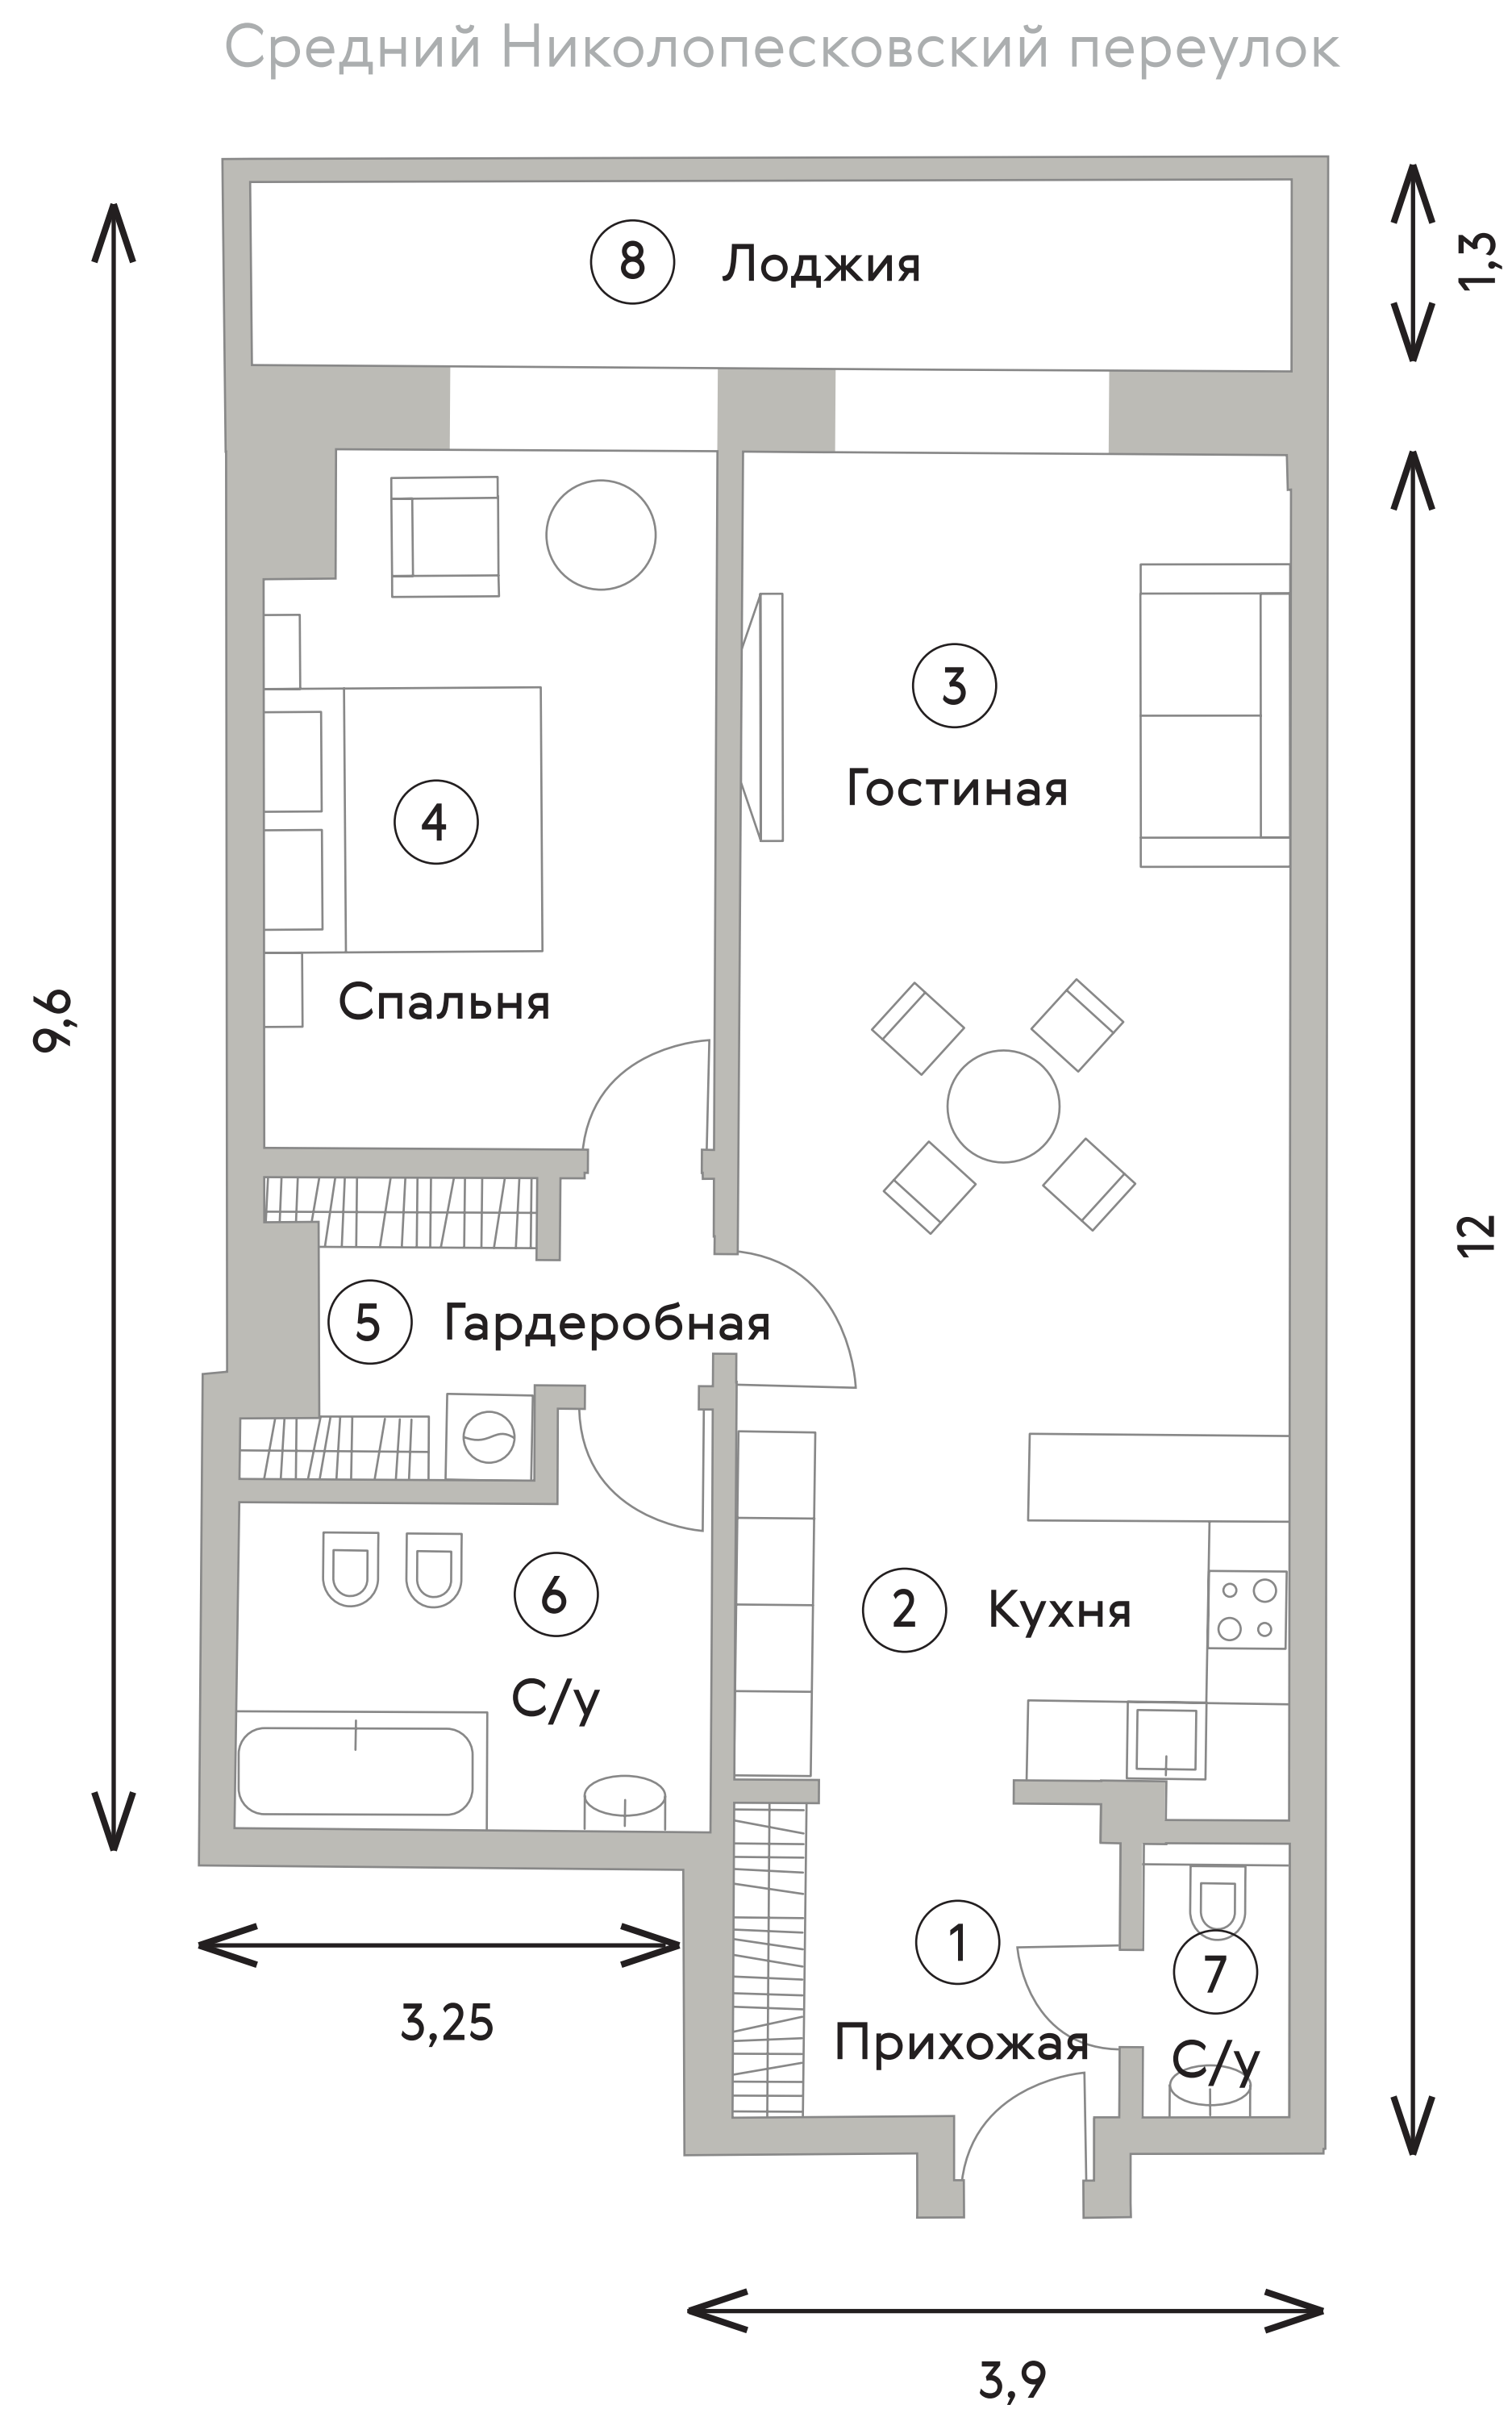 Средний Николопесковский переулок
8 Лоджия
1,3
3
Гостиная
4
Спальня
9,6
12
5 Гардеробная
6
С/у
2 Кухня
1
Прихожая
7
С/у
3,25
3,9